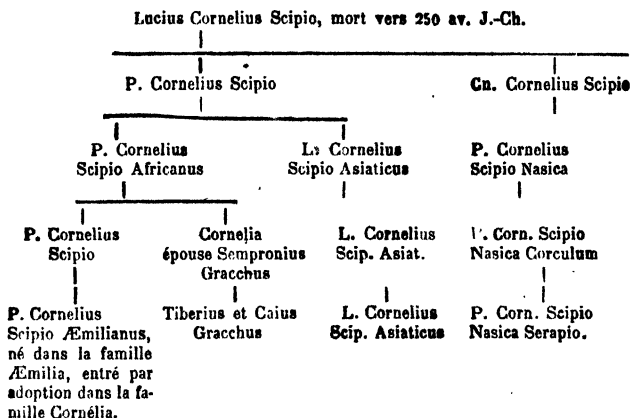 Lucius Cornelius Scipio, mort vers 250 av. J.-Ch.
P. Cornelius Scipio
Cn. Cornelius Scipio
P. Cornelius
Scipio Africanus
L. Cornelius
Scipio Asiaticus
P. Cornelius
Scipio Nasica
P. Cornelius
Scipio
Cornelia
épouse Sempronius
Gracchus
L. Cornelius
Scip. Asiat.
P. Corn. Scipio
Nasica Corculum
P. Cornelius
Scipio Æmilianus,
né dans la famille
Æmilia, entré par
adoption dans la fa-
mille Cornélia.
Tiberius et Caius
Gracchus
L. Cornelius
Scip. Asiaticus
P. Corn. Scipio
Nasica Serapio.